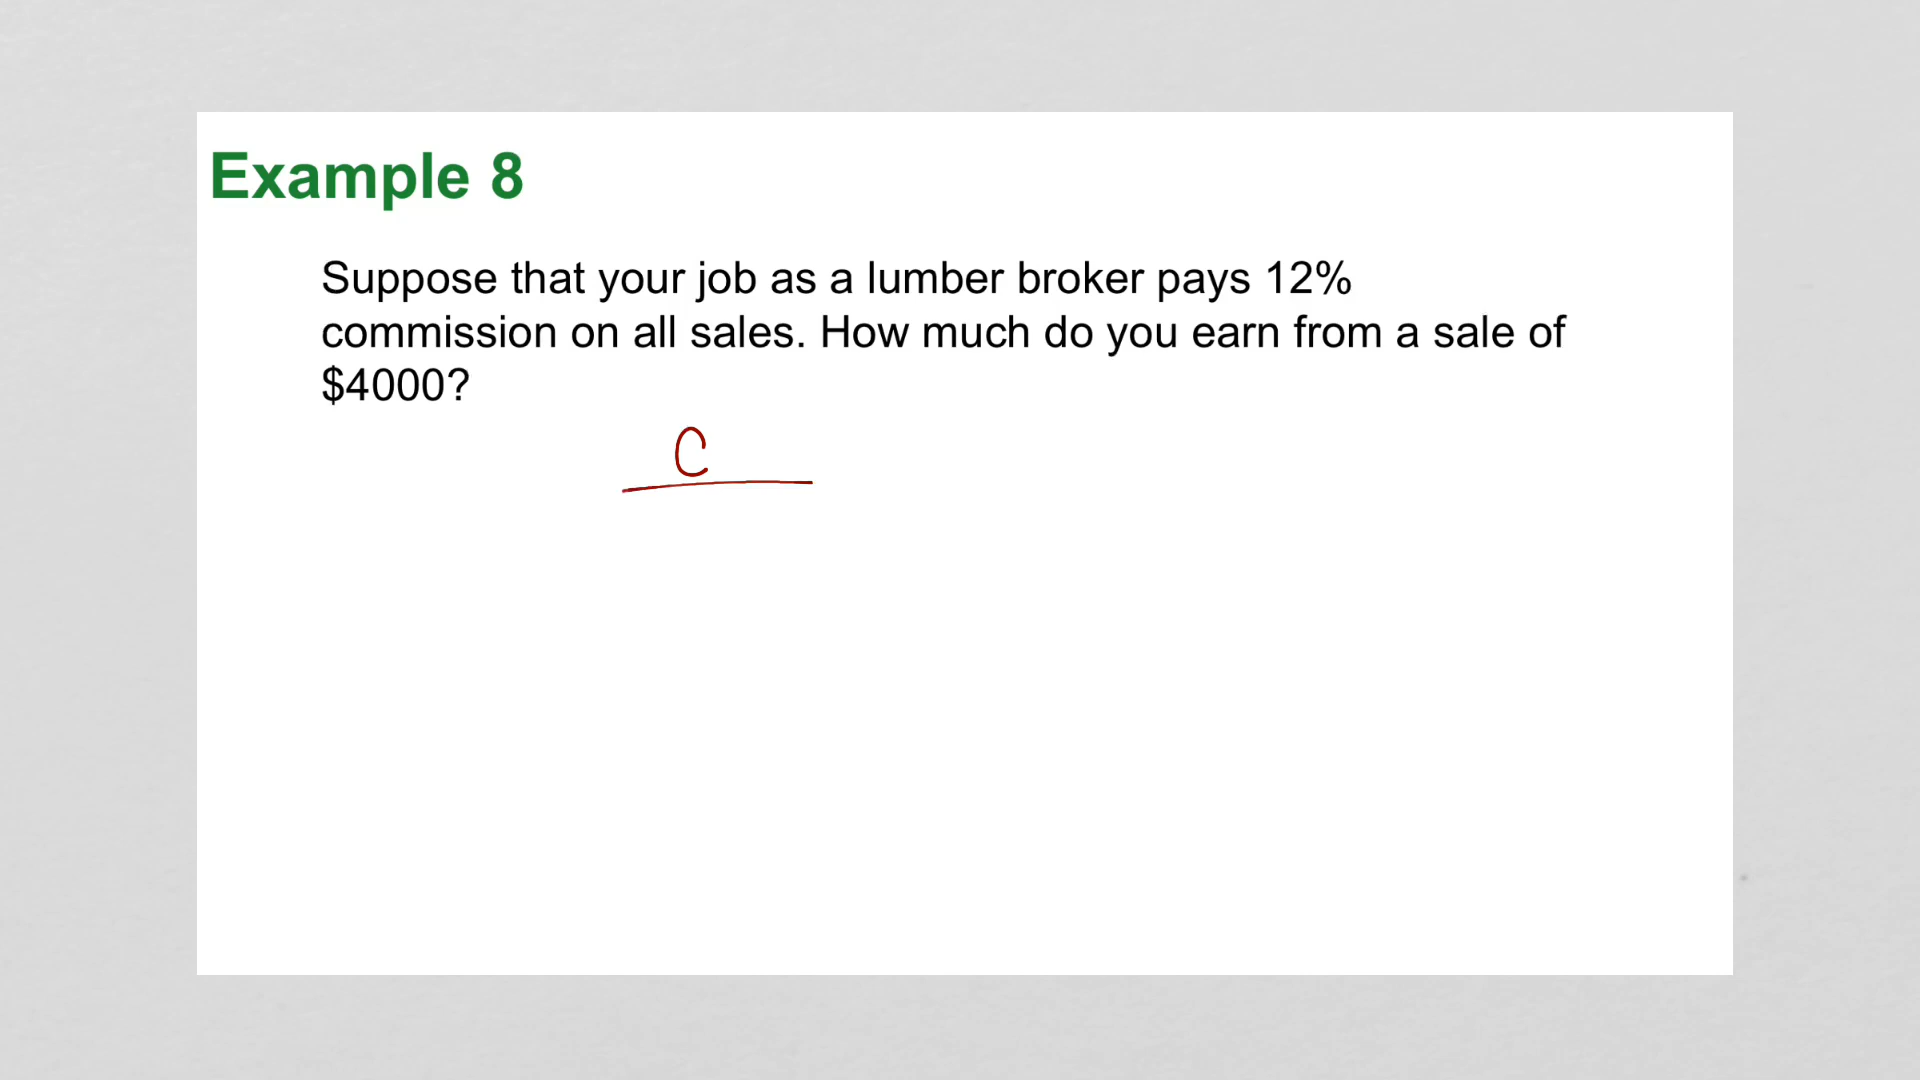 Example 8
Suppose that your job as a lumber broker pays 12%
commission on all sales. How much do you earn from a sale of
$4000?
C